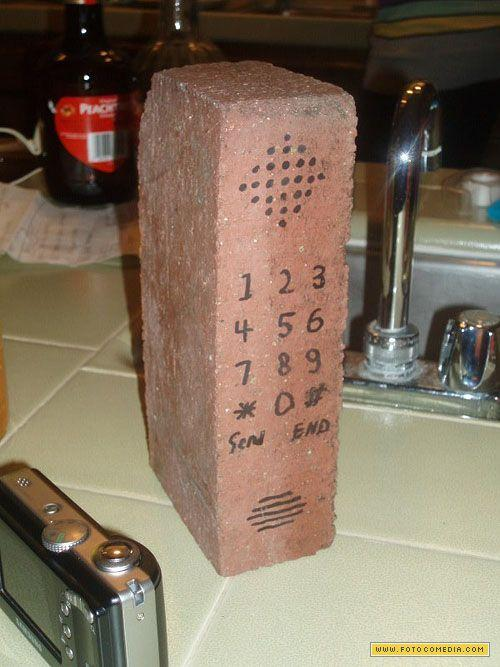 PEACH
1 2 3
4 5 6
7 8 9
* 0 #
SEND END
WWW.FOTOCOMEDIA.COM